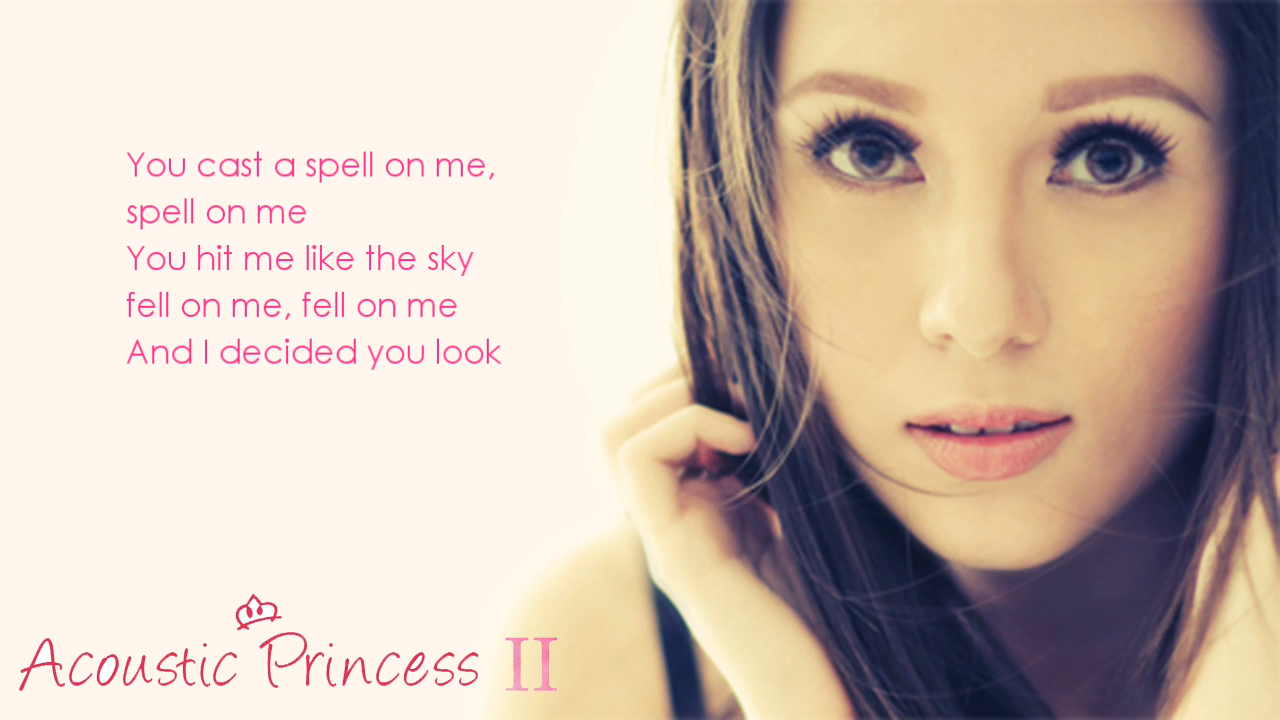 You cast a spell on me,
spell on me
You hit me like the sky
fell on me, fell on me
And I decided you look
Acoustic Princess II